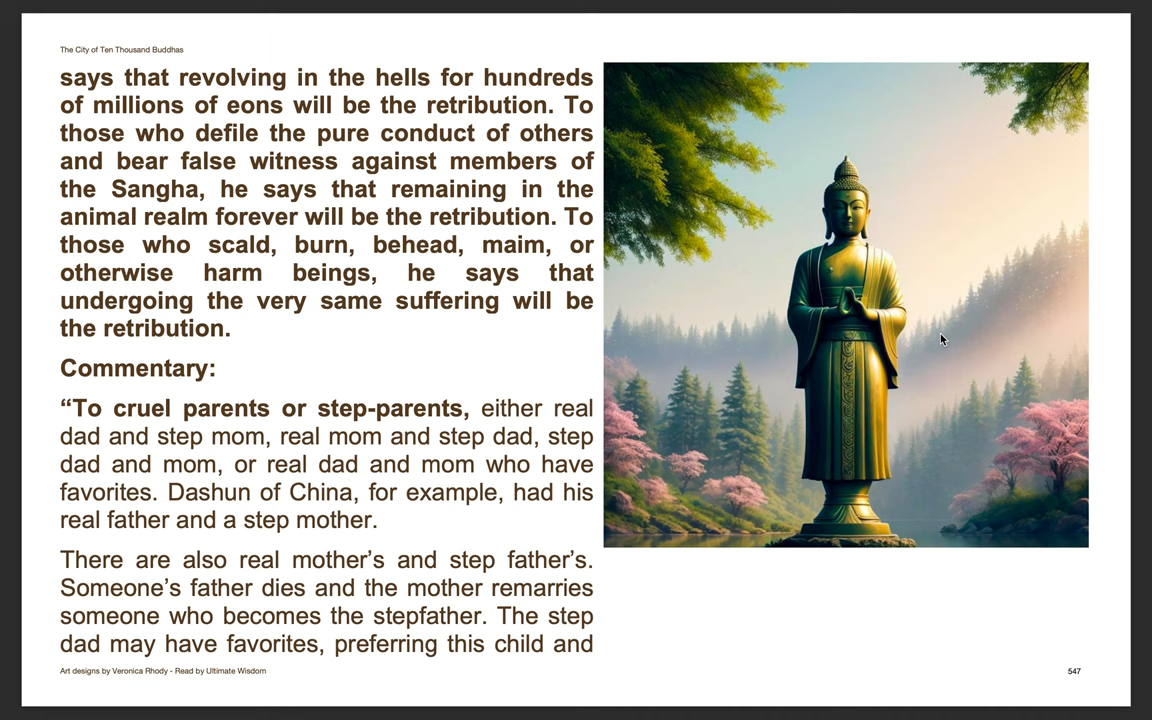 The City of Ten Thousand Buddhas
says that revolving in the hells for hundreds
of millions of eons will be the retribution. To
those who defile the pure conduct of others
and bear false witness against members of
the Sangha, he says that remaining in the
animal realm forever will be the retribution. To
those who scald, burn, behead, maim, or
otherwise harm beings, he says that
undergoing the very same suffering will be
the retribution.
Commentary:
“To cruel parents or step-parents, either real
dad and step mom, real mom and step dad, step
dad and mom, or real dad and mom who have
favorites. Dashun of China, for example, had his
real father and a step mother.
There are also real mother’s and step father’s.
Someone’s father dies and the mother remarries
someone who becomes the stepfather. The step
dad may have favorites, preferring this child and
Art designs by Veronica Rhody - Read by Ultimate Wisdom
547